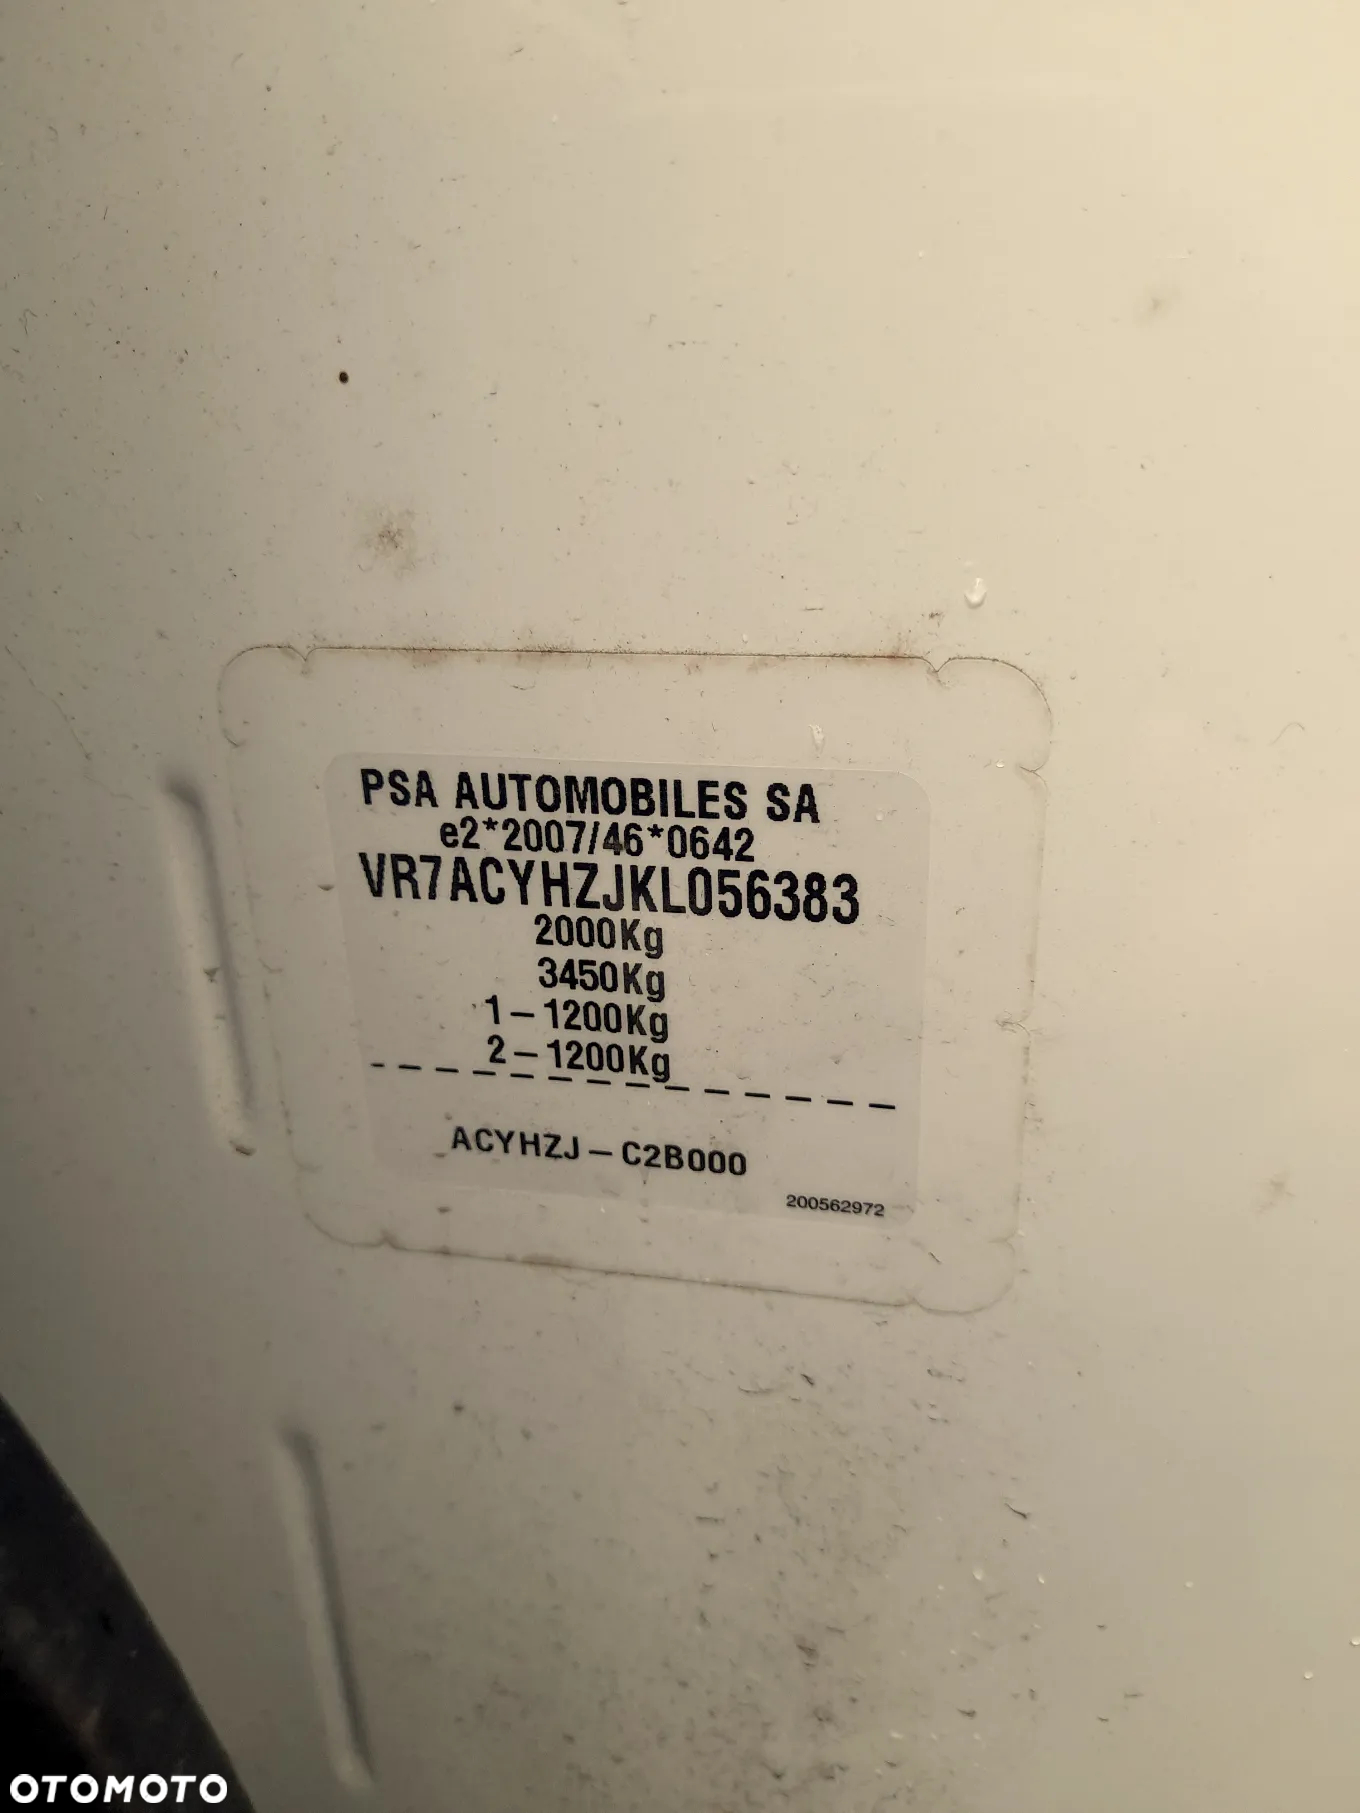 PSA AUTOMOBILES SA
e2*2007/46*0642
VR7ACYHZJKL056383
2000Kg
3450Kg
1-1200Kg
2-1200Kg
ACYHZJ-C2B000
200562972
OTOMOTO